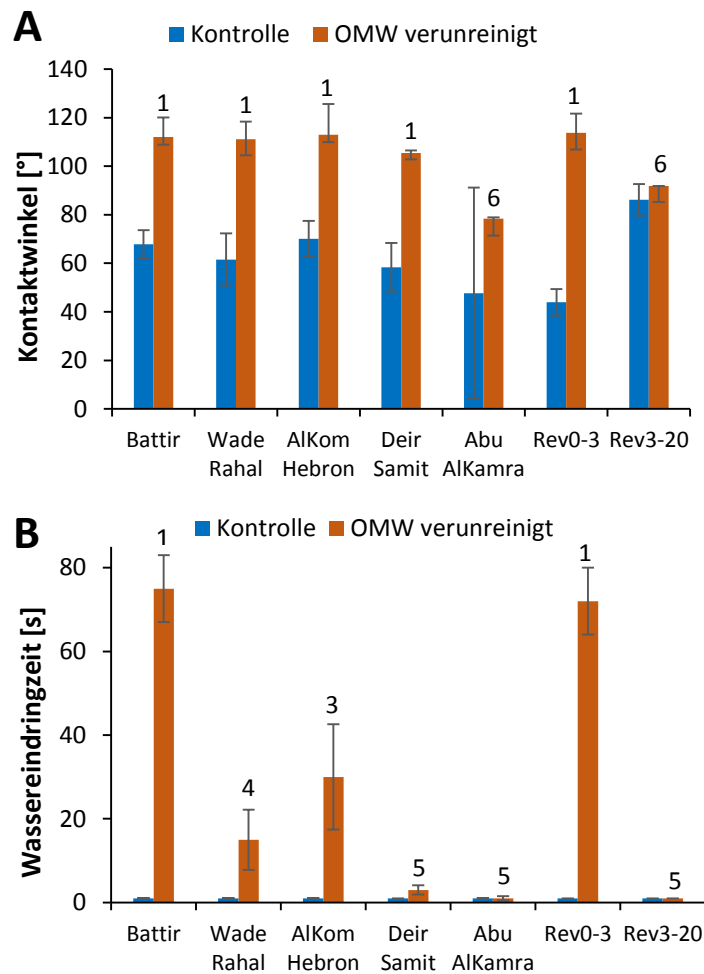 A
Kontrolle OMW verunreinigt
Kontaktwinkel [°]
140
120
100
80
60
40
20
0
1 1 1 1 6 1 6
Battir Wade Rahal AlKom Hebron Deir Samit Abu AlKamra Rev0-3 Rev3-20
B
Kontrolle OMW verunreinigt
Wassereindringzeit [s]
80
60
40
20
0
1 4 3 5 5 1 5
Battir Wade Rahal AlKom Hebron Deir Samit Abu AlKamra Rev0-3 Rev3-20